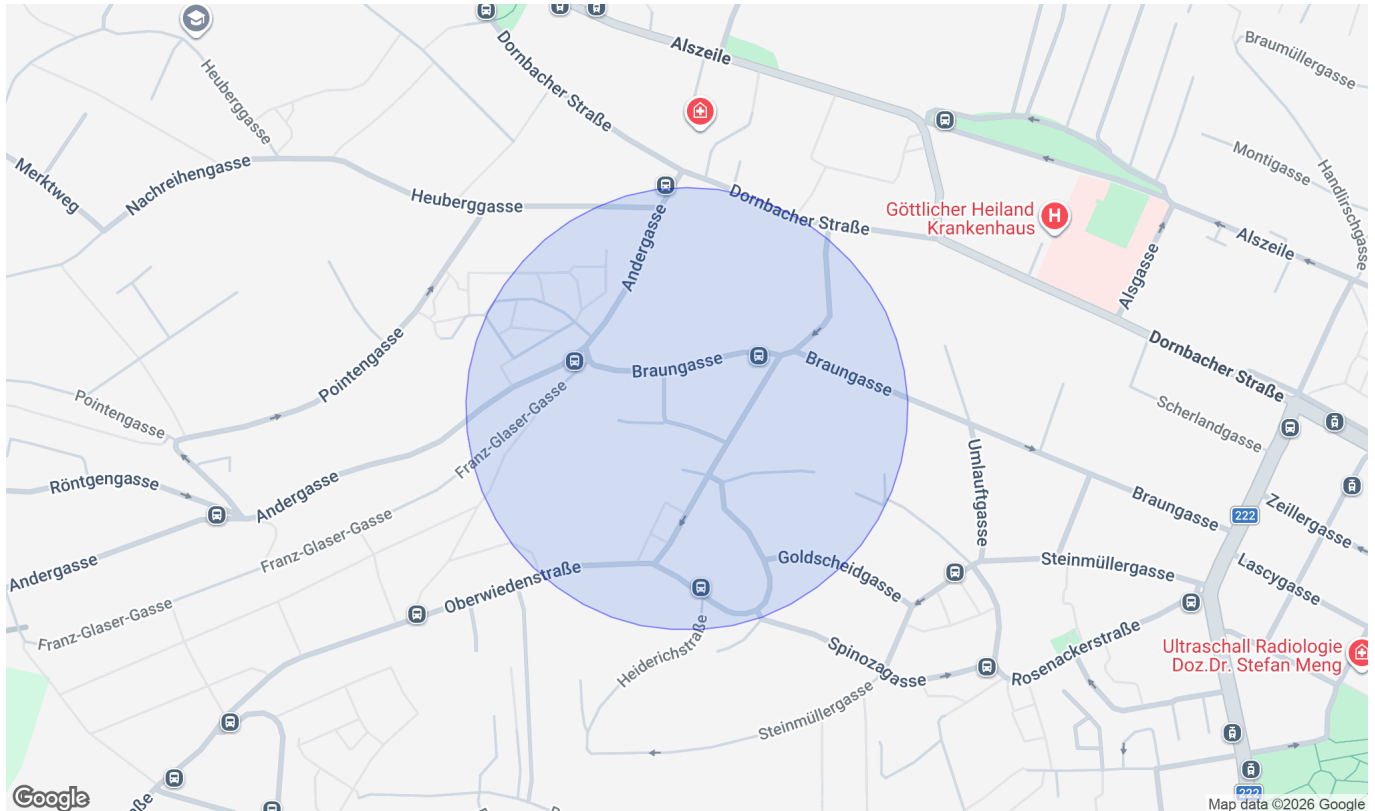 Alszeile
Braumüllergasse
Dornbacher Straße
Heuberggasse
Montigasse
Merktweg
Nachreihengasse
Handlirschgasse
Heuberggasse
Dornbacher Straße
Göttlicher Heiland
Krankenhaus
H
Alszeile
Andergasse
Alsgasse
Pointengasse
Dornbacher Straße
Braungasse
Braungasse
Pointengasse
Scherlandgasse
Franz-Glaser-Gasse
Umlauftgasse
Röntgengasse
Andergasse
Braungasse
Zeillergasse
222
Franz-Glaser-Gasse
Andergasse
Oberwiedenstraße
Goldscheidgasse
Steinmüllergasse
Lascygasse
Franz-Glaser-Gasse
Heiderichstraße
Spinozagasse
Rosenackerstraße
Ultraschall Radiologie
Doz.Dr. Stefan Meng
Steinmüllergasse
222
Google
Map data ©2026 Google